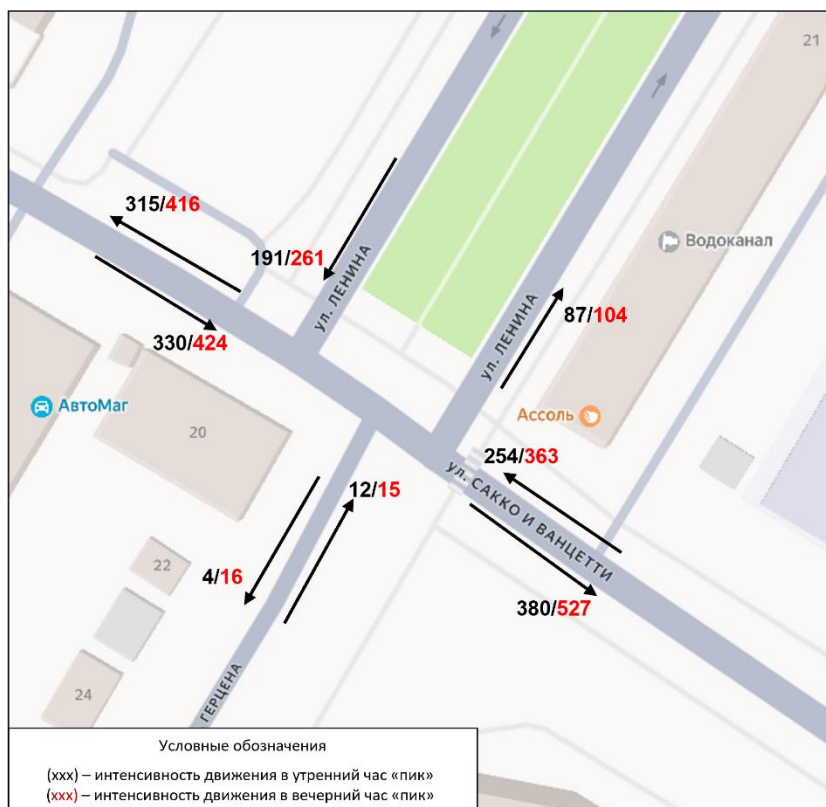 21
315/416
191/261
Водоканал
ул. ЛЕНИНА
330/424
ул. ЛЕНИНА
87/104
АвтоМаг
20
Ассоль
254/363
ул. САККО И ВАНЦЕТТИ
12/15
22
4/16
380/527
24
ГЕРЦЕНА
Условные обозначения
(xxx) – интенсивность движения в утренний час «пик»
(xxx) – интенсивность движения в вечерний час «пик»